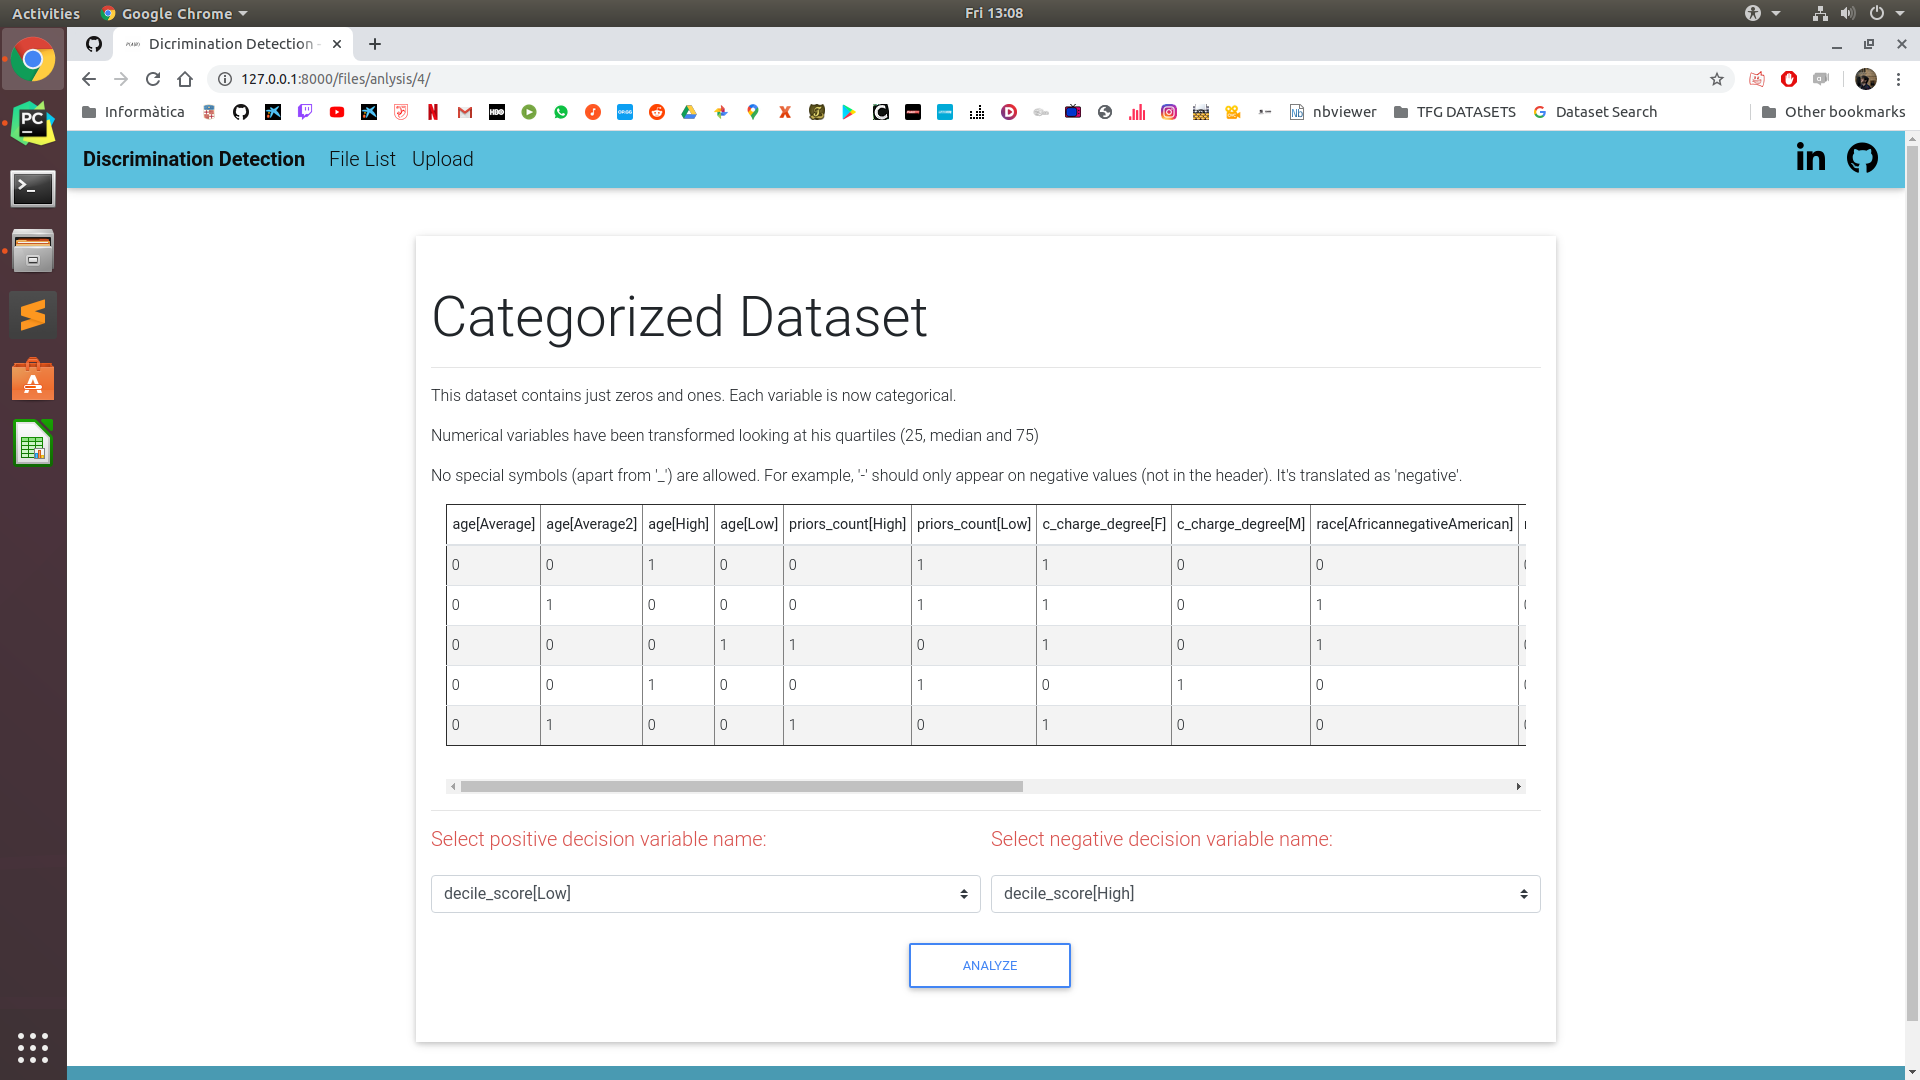 Activities Google Chrome Fri 13:08
Dicrimination Detection
127.0.0.1:8000/files/anlysis/4/
Informàtica nbviewer TFG DATASETS Dataset Search Other bookmarks
Discrimination Detection File List Upload
Categorized Dataset
This dataset contains just zeros and ones. Each variable is now categorical.
Numerical variables have been transformed looking at his quartiles (25, median and 75)
No special symbols (apart from '_') are allowed. For example, '-' should only appear on negative values (not in the header). It's translated as 'negative'.
age[Average] age[Average2] age[High] age[Low] priors_count[High] priors_count[Low] c_charge_degree[F] c_charge_degree[M] race[AfricannegativeAmerican]
0 0 1 0 0 1 1 0 0
0 1 0 0 0 1 1 0 1
0 0 0 1 1 0 1 0 1
0 0 1 0 0 1 0 1 0
0 1 0 0 1 0 1 0 0
Select positive decision variable name: Select negative decision variable name:
decile_score[Low] decile_score[High]
ANALYZE